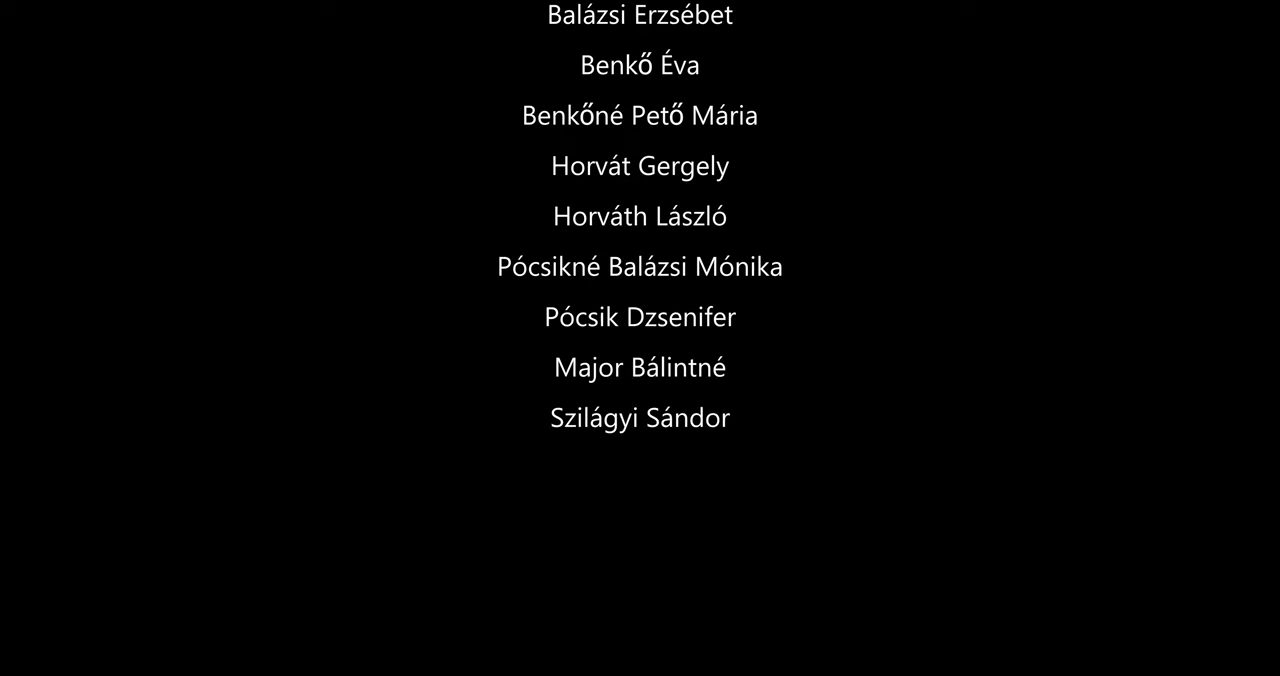 Balázsi Erzsébet
Benkő Éva
Benkőné Pető Mária
Horvát Gergely
Horváth László
Pócsikné Balázsi Mónika
Pócsik Dzsenifer
Major Bálintné
Szilágyi Sándor